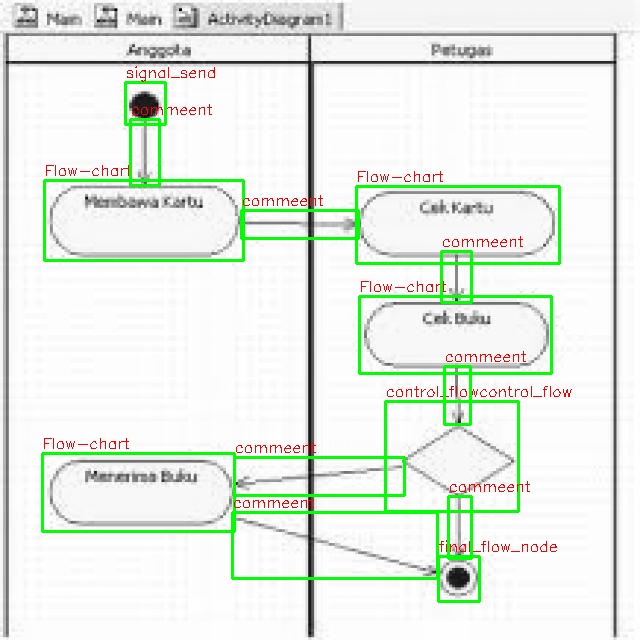 Main Main ActivityDiagram1
Anggota Petugas
signal_send
commeent
Flow-chart
Membawa Kartu
commeent
Flow-chart
Cek Kartu
commeent
Flow-chart
Cek Buku
commeent
control_flowcontrol_flow
Flow-chart
Menerima Buku
commeent
commeent
commeent
final_flow_node